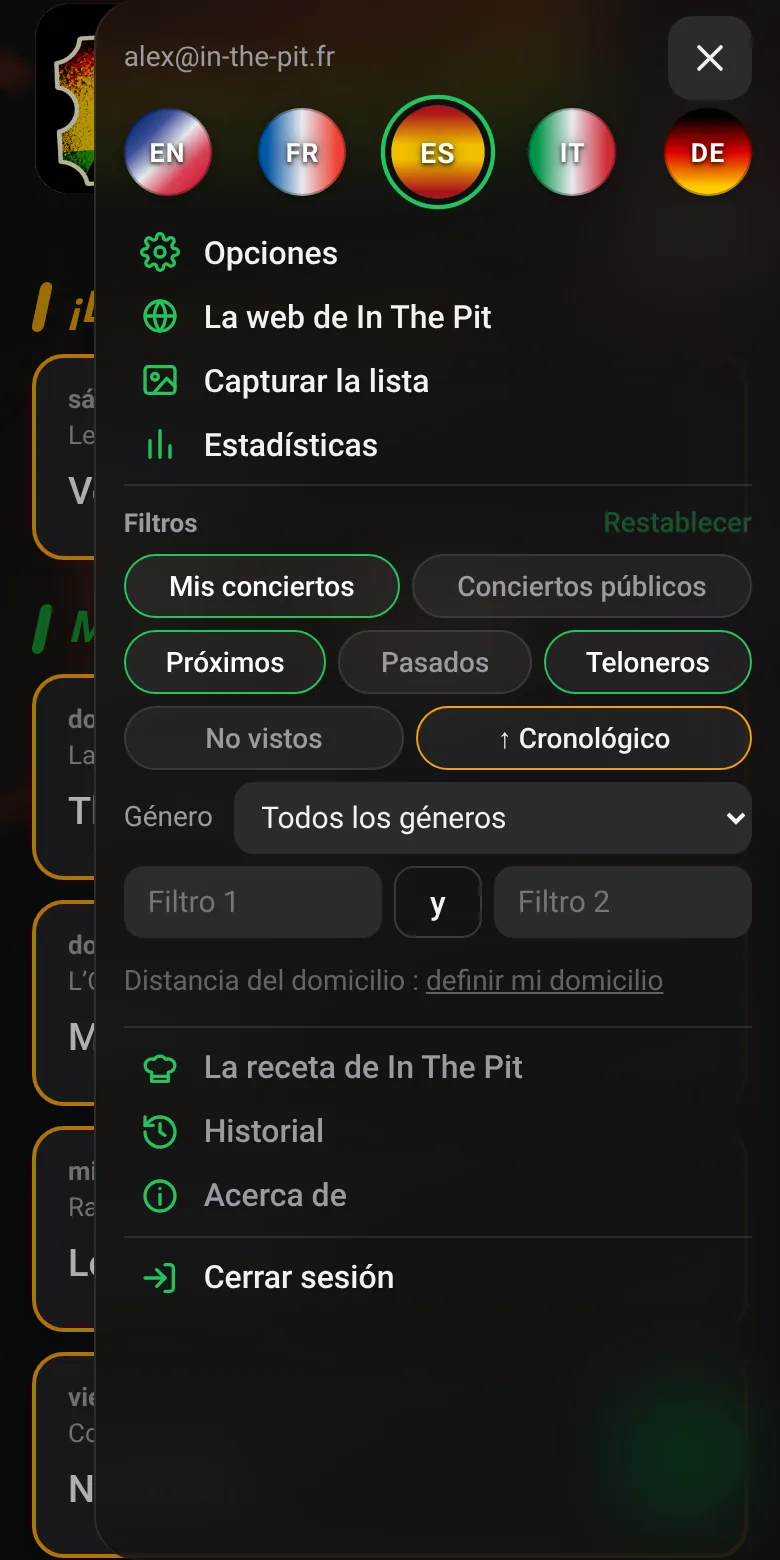 alex@in-the-pit.fr
EN FR ES IT DE
Opciones
La web de In The Pit
Capturar la lista
Estadísticas
Filtros Restablecer
Mis conciertos Conciertos públicos
Próximos Pasados Teloneros
No vistos ↑ Cronológico
Género Todos los géneros
Filtro 1 y Filtro 2
Distancia del domicilio : definir mi domicilio
La receta de In The Pit
Historial
Acerca de
Cerrar sesión